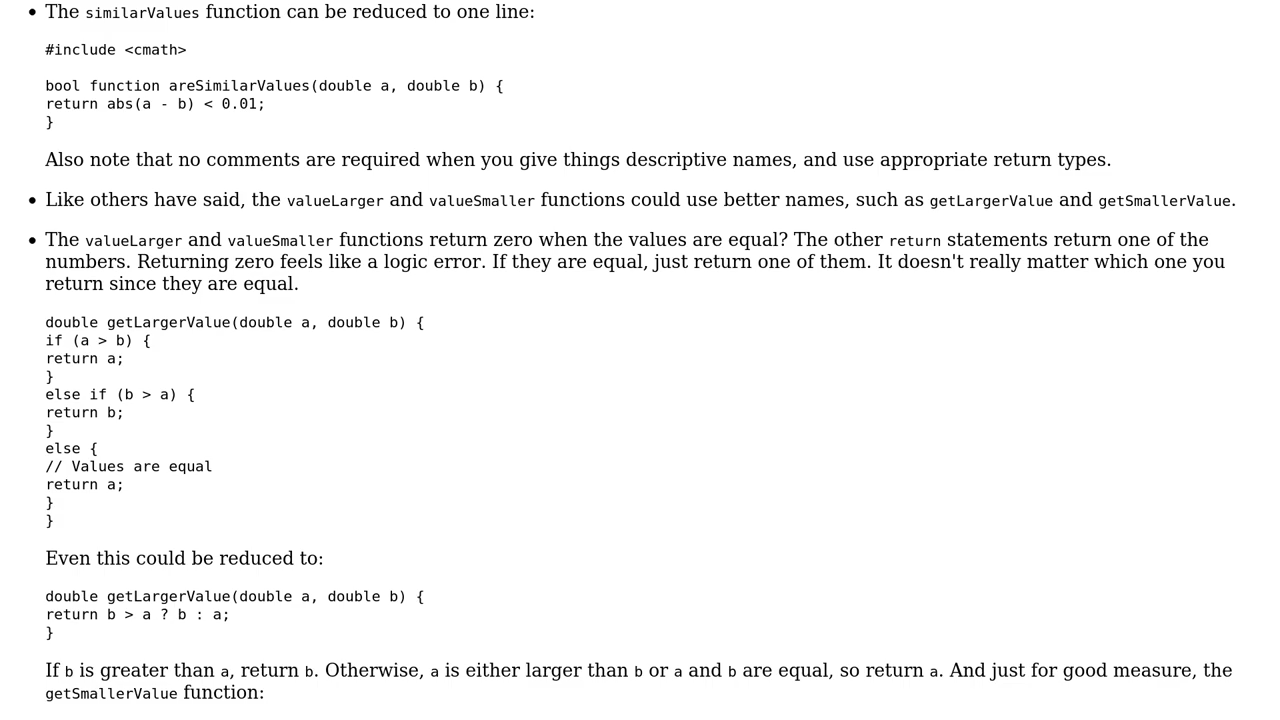 • The similarValues function can be reduced to one line:
#include <cmath>
bool function areSimilarValues(double a, double b) {
return abs(a - b) < 0.01;
}
Also note that no comments are required when you give things descriptive names, and use appropriate return types.
• Like others have said, the valueLarger and valueSmaller functions could use better names, such as getLargerValue and getSmallerValue.
• The valueLarger and valueSmaller functions return zero when the values are equal? The other return statements return one of the
numbers. Returning zero feels like a logic error. If they are equal, just return one of them. It doesn't really matter which one you
return since they are equal.
double getLargerValue(double a, double b) {
if (a > b) {
return a;
}
else if (b > a) {
return b;
}
else {
// Values are equal
return a;
}
}
Even this could be reduced to:
double getLargerValue(double a, double b) {
return b > a ? b : a;
}
If b is greater than a, return b. Otherwise, a is either larger than b or a and b are equal, so return a. And just for good measure, the
getSmallerValue function: